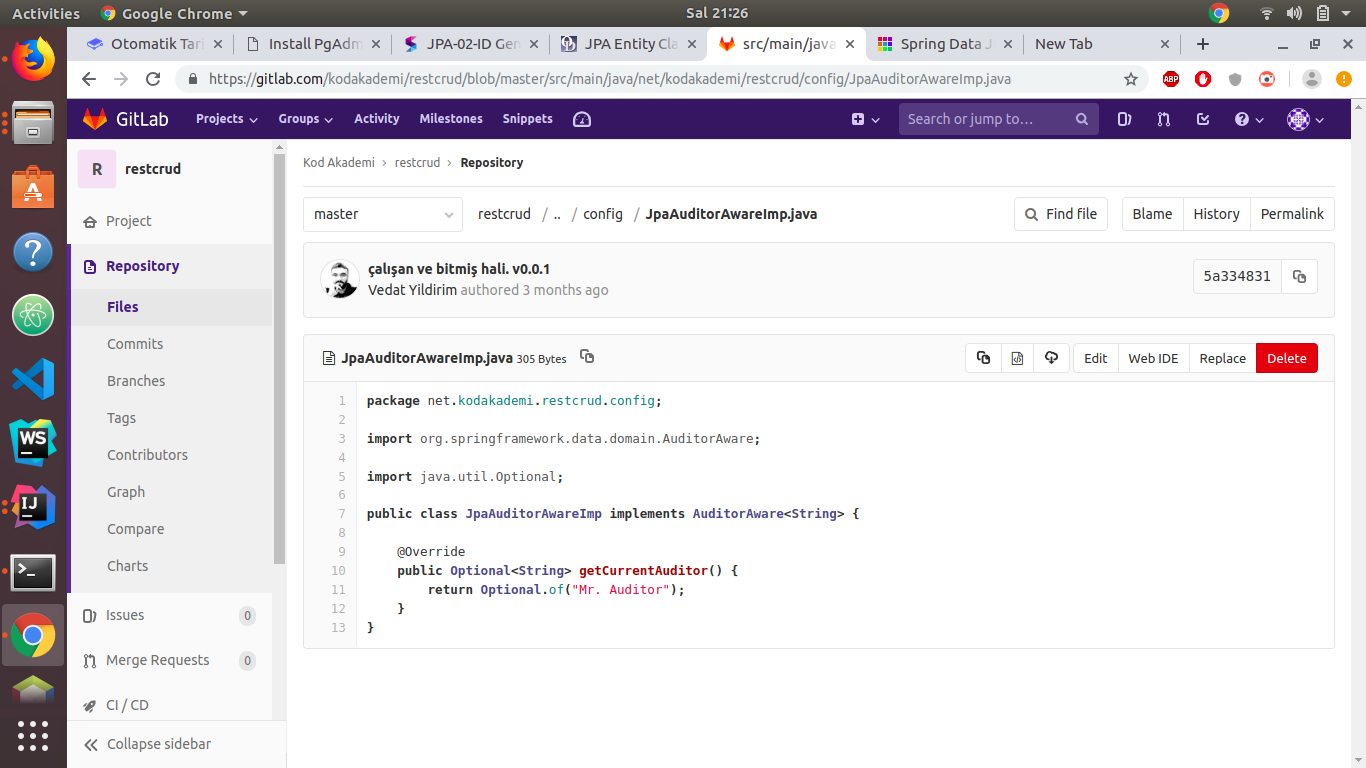 Activities Google Chrome Sal 21:26
Otomatik Tari Install PgAdm JPA-02-ID Gen JPA Entity Cla src/main/java Spring Data J New Tab
https://gitlab.com/kodakademi/restcrud/blob/master/src/main/java/net/kodakademi/restcrud/config/JpaAuditorAwareImp.java ABP
GitLab Projects Groups Activity Milestones Snippets Search or jump to…
R restcrud
Project
Repository
Files
Commits
Branches
Tags
Contributors
Graph
Compare
Charts
Issues 0
Merge Requests 0
CI / CD
Collapse sidebar
Kod Akademi › restcrud › Repository
master restcrud / .. / config / JpaAuditorAwareImp.java Find file Blame History Permalink
çalışan ve bitmiş hali. v0.0.1
Vedat Yildirim authored 3 months ago
5a334831
JpaAuditorAwareImp.java 305 Bytes Edit Web IDE Replace Delete
1 package net.kodakademi.restcrud.config;
2
3 import org.springframework.data.domain.AuditorAware;
4
5 import java.util.Optional;
6
7 public class JpaAuditorAwareImp implements AuditorAware<String> {
8
9 @Override
10 public Optional<String> getCurrentAuditor() {
11 return Optional.of("Mr. Auditor");
12 }
13 }
WS
IJ